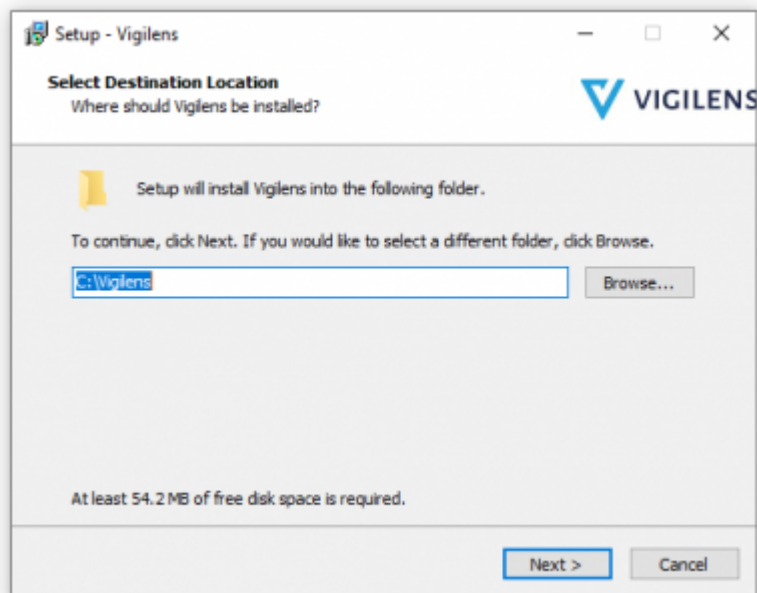 Setup - Vigilens
Select Destination Location
Where should Vigilens be installed?
VIGILENS
Setup will install Vigilens into the following folder.
To continue, click Next. If you would like to select a different folder, click Browse.
C:\Vigilens
Browse...
At least 54.2 MB of free disk space is required.
Next >
Cancel